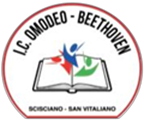 I.C. OMODEO - BEETHOVEN
SCISCIANO - SAN VITALIANO